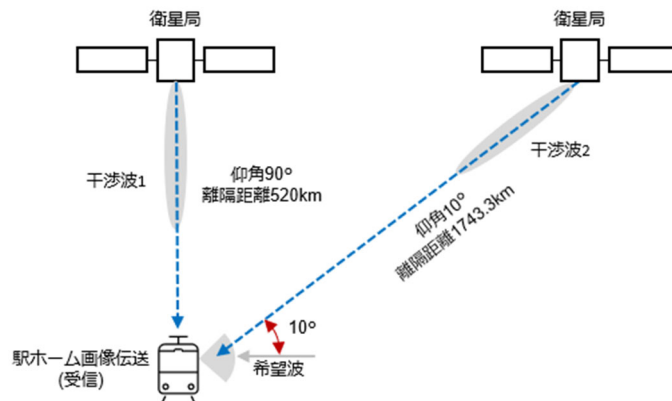 衛星局
衛星局
干渉波1
仰角90°
離隔距離520km
干渉波2
仰角10°
離隔距離1743.3km
10°
駅ホーム画像伝送
(受信)
希望波